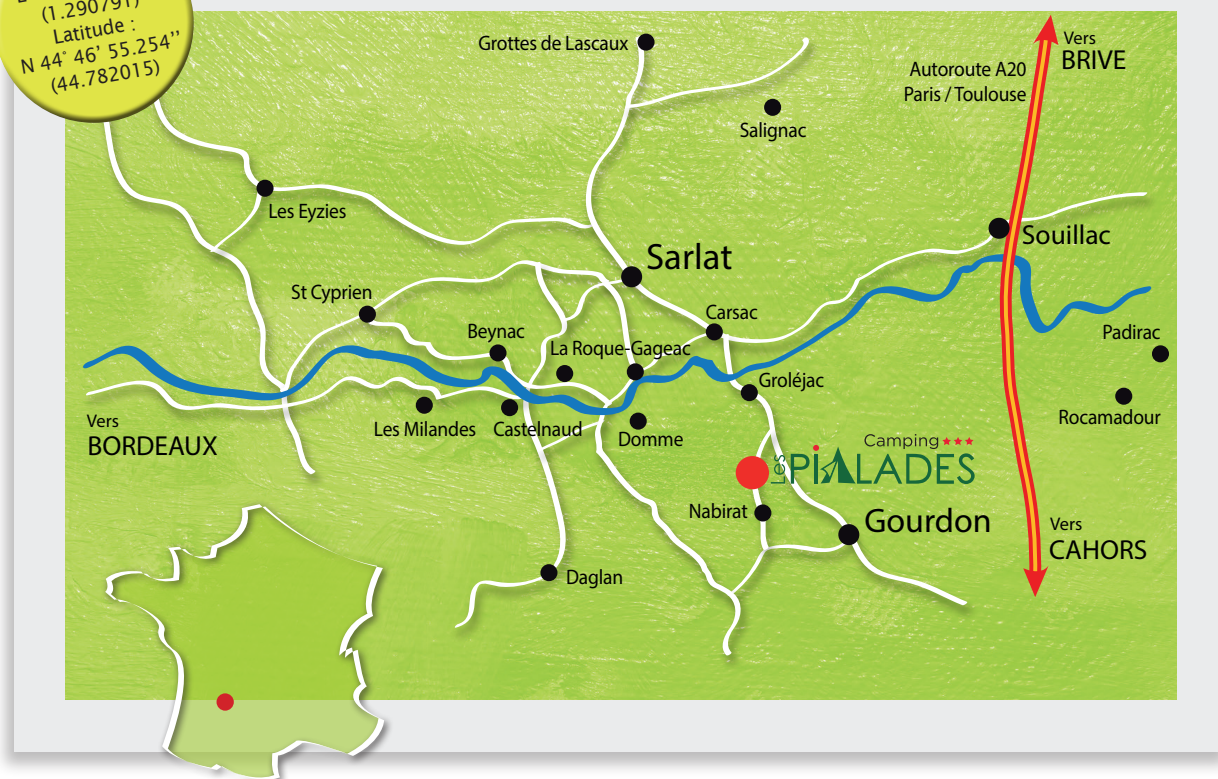 (1.290791)
Latitude :
N 44° 46’ 55.254’’
(44.782015)
Grottes de Lascaux
Vers
BRIVE
Autoroute A20
Paris / Toulouse
Salignac
Les Eyzies
Souillac
Sarlat
St Cyprien
Carsac
Beynac
La Roque-Gageac
Padirac
Groléjac
Rocamadour
Vers
BORDEAUX
Les Milandes
Castelnaud
Domme
Camping
Les PiALADES
Nabirat
Gourdon
Vers
CAHORS
Daglan